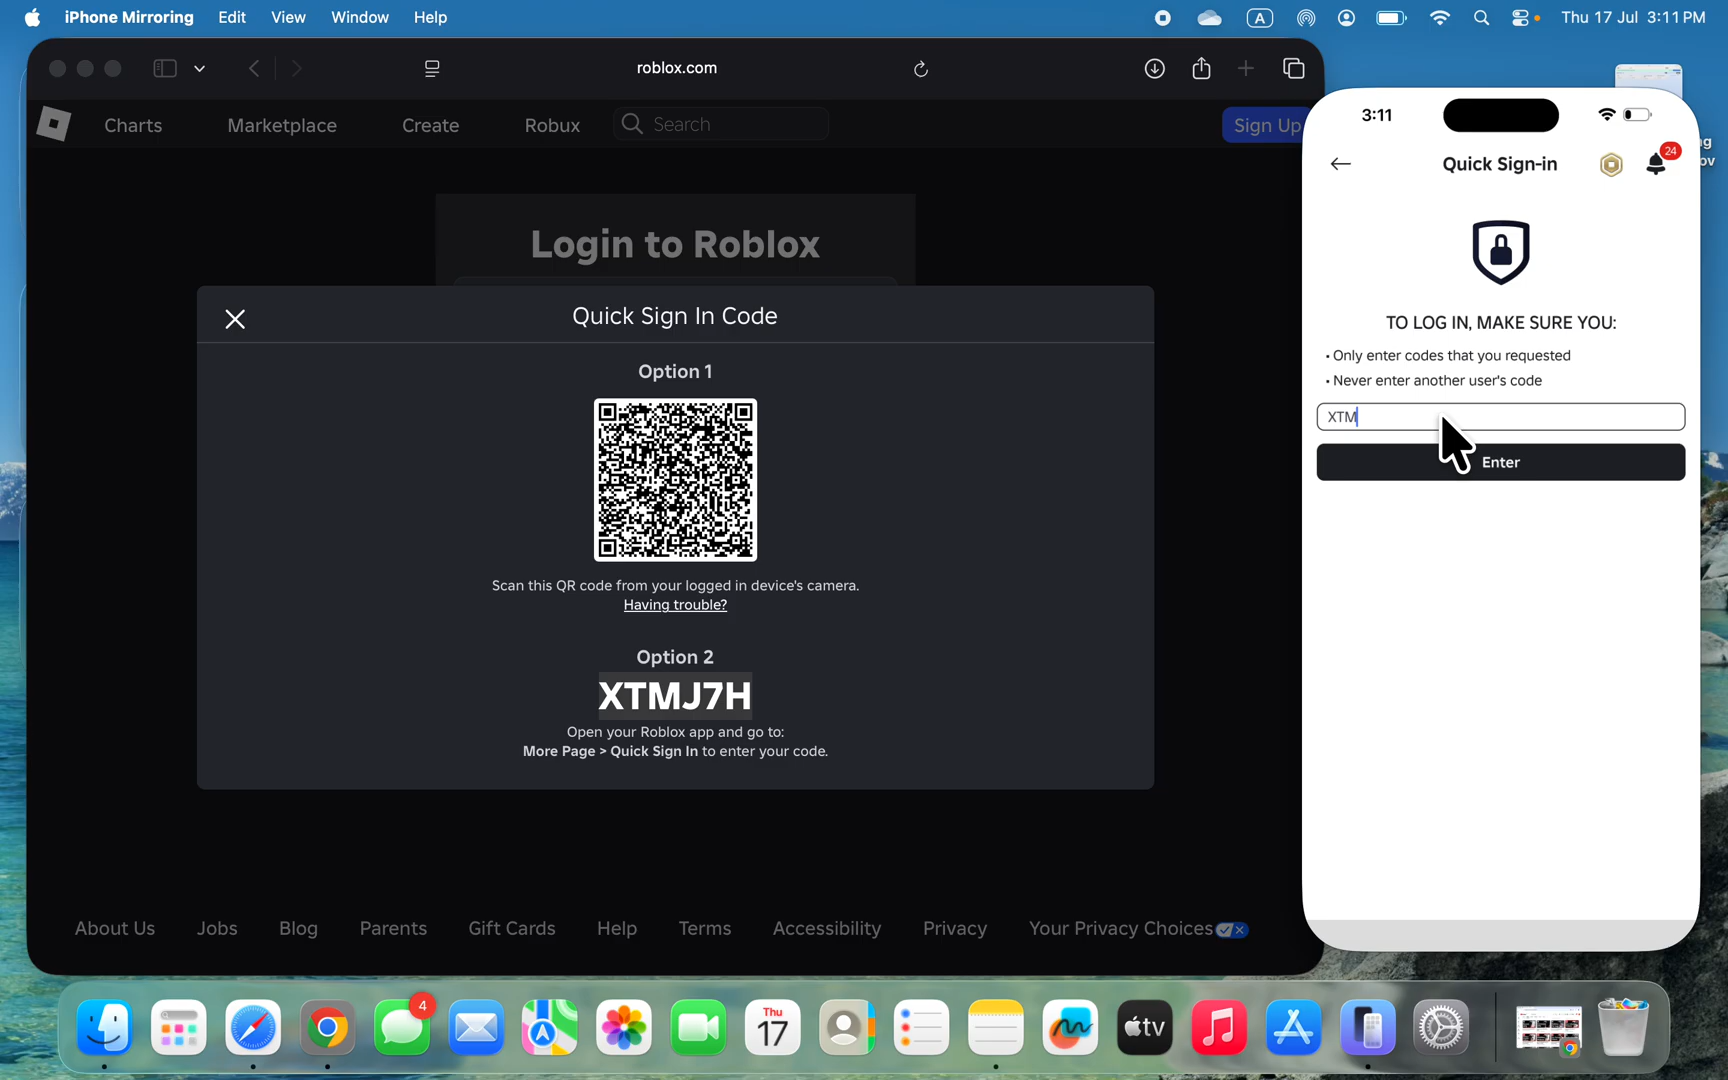 iPhone Mirroring Edit View Window Help A Thu 17 Jul 3:11 PM
roblox.com
Charts Marketplace Create Robux Search Sign Up
Login to Roblox
Quick Sign In Code
Option 1
Scan this QR code from your logged in device's camera.
Having trouble?
Option 2
XTMJ7H
Open your Roblox app and go to:
More Page > Quick Sign In to enter your code.
About Us Jobs Blog Parents Gift Cards Help Terms Accessibility Privacy Your Privacy Choices
3:11
Quick Sign-in 24
TO LOG IN, MAKE SURE YOU:
• Only enter codes that you requested
• Never enter another user's code
XTM
Enter
4
Thu
17
tv